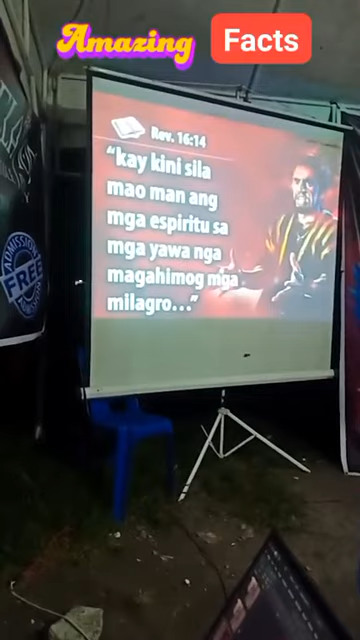 Amazing Facts
Rev. 16:14
“kay kini sila
mao man ang
mga espiritu sa
mga yawa nga
magahimog mga
milagro...”
ADMISSION
FREE